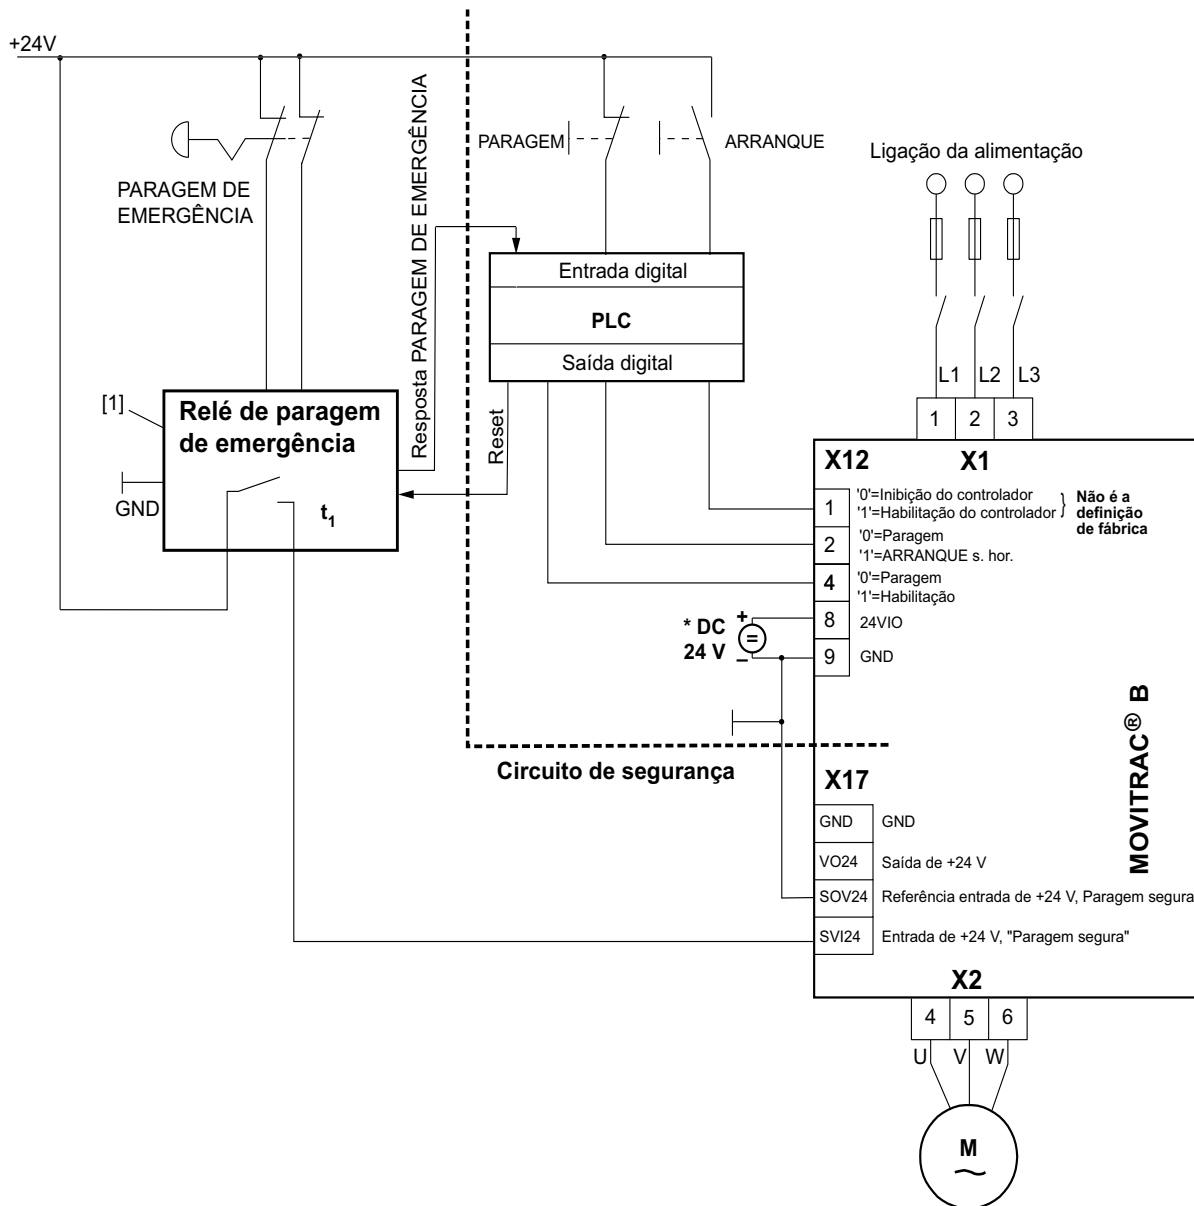 +24V
PARAGEM DE
EMERGÊNCIA
Resposta PARAGEM DE EMERGÊNCIA
PARAGEM
ARRANQUE
Ligação da alimentação
Entrada digital
PLC
Saída digital
Reset
[1]
Relé de paragem
de emergência
GND
t1
L1 L2 L3
1 2 3
X12
X1
1
'0'=Inibição do controlador
'1'=Habilitação do controlador
}
Não é a
definição
de fábrica
2
'0'=Paragem
'1'=ARRANQUE s. hor.
4
'0'=Paragem
'1'=Habilitação
8
24VIO
9
GND
* DC
24 V
+
=
–
Circuito de segurança
MOVITRAC® B
X17
GND GND
VO24 Saída de +24 V
SOV24 Referência entrada de +24 V, Paragem segura
SVI24 Entrada de +24 V, "Paragem segura"
X2
4 5 6
U V W
M
~